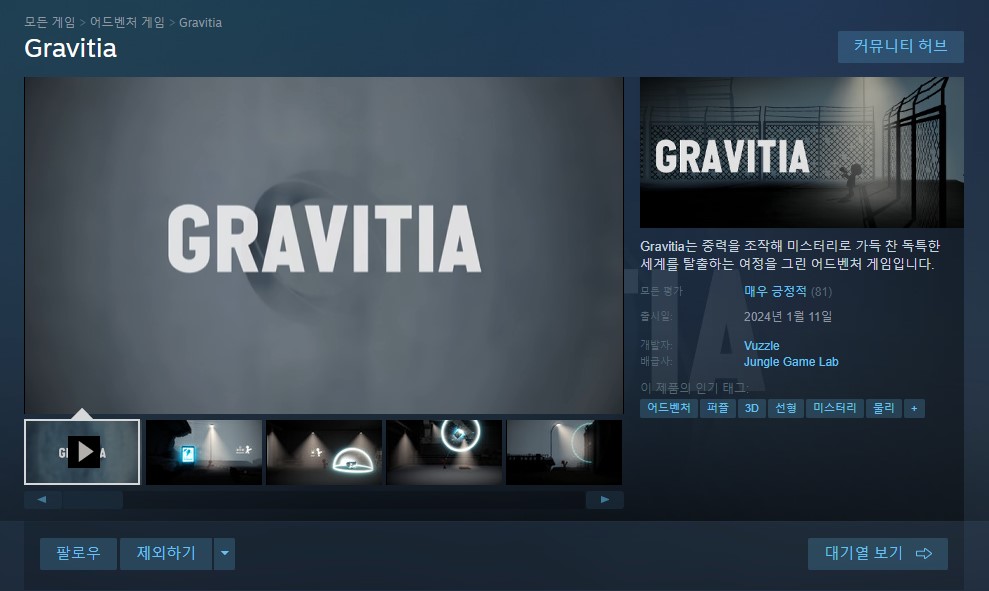 모든 게임 > 어드벤처 게임 > Gravitia
Gravitia
커뮤니티 허브
GRAVITIA
GRAVITIA
Gravitia는 중력을 조작해 미스터리로 가득 찬 독특한
세계를 탈출하는 여정을 그린 어드벤처 게임입니다.
모든 평가 매우 긍정적 (81)
출시일: 2024년 1월 11일
개발자: Vuzzle
배급사: Jungle Game Lab
이 제품의 인기 태그:
어드벤처 퍼즐 3D 선형 미스터리 물리 +
팔로우 제외하기
대기열 보기